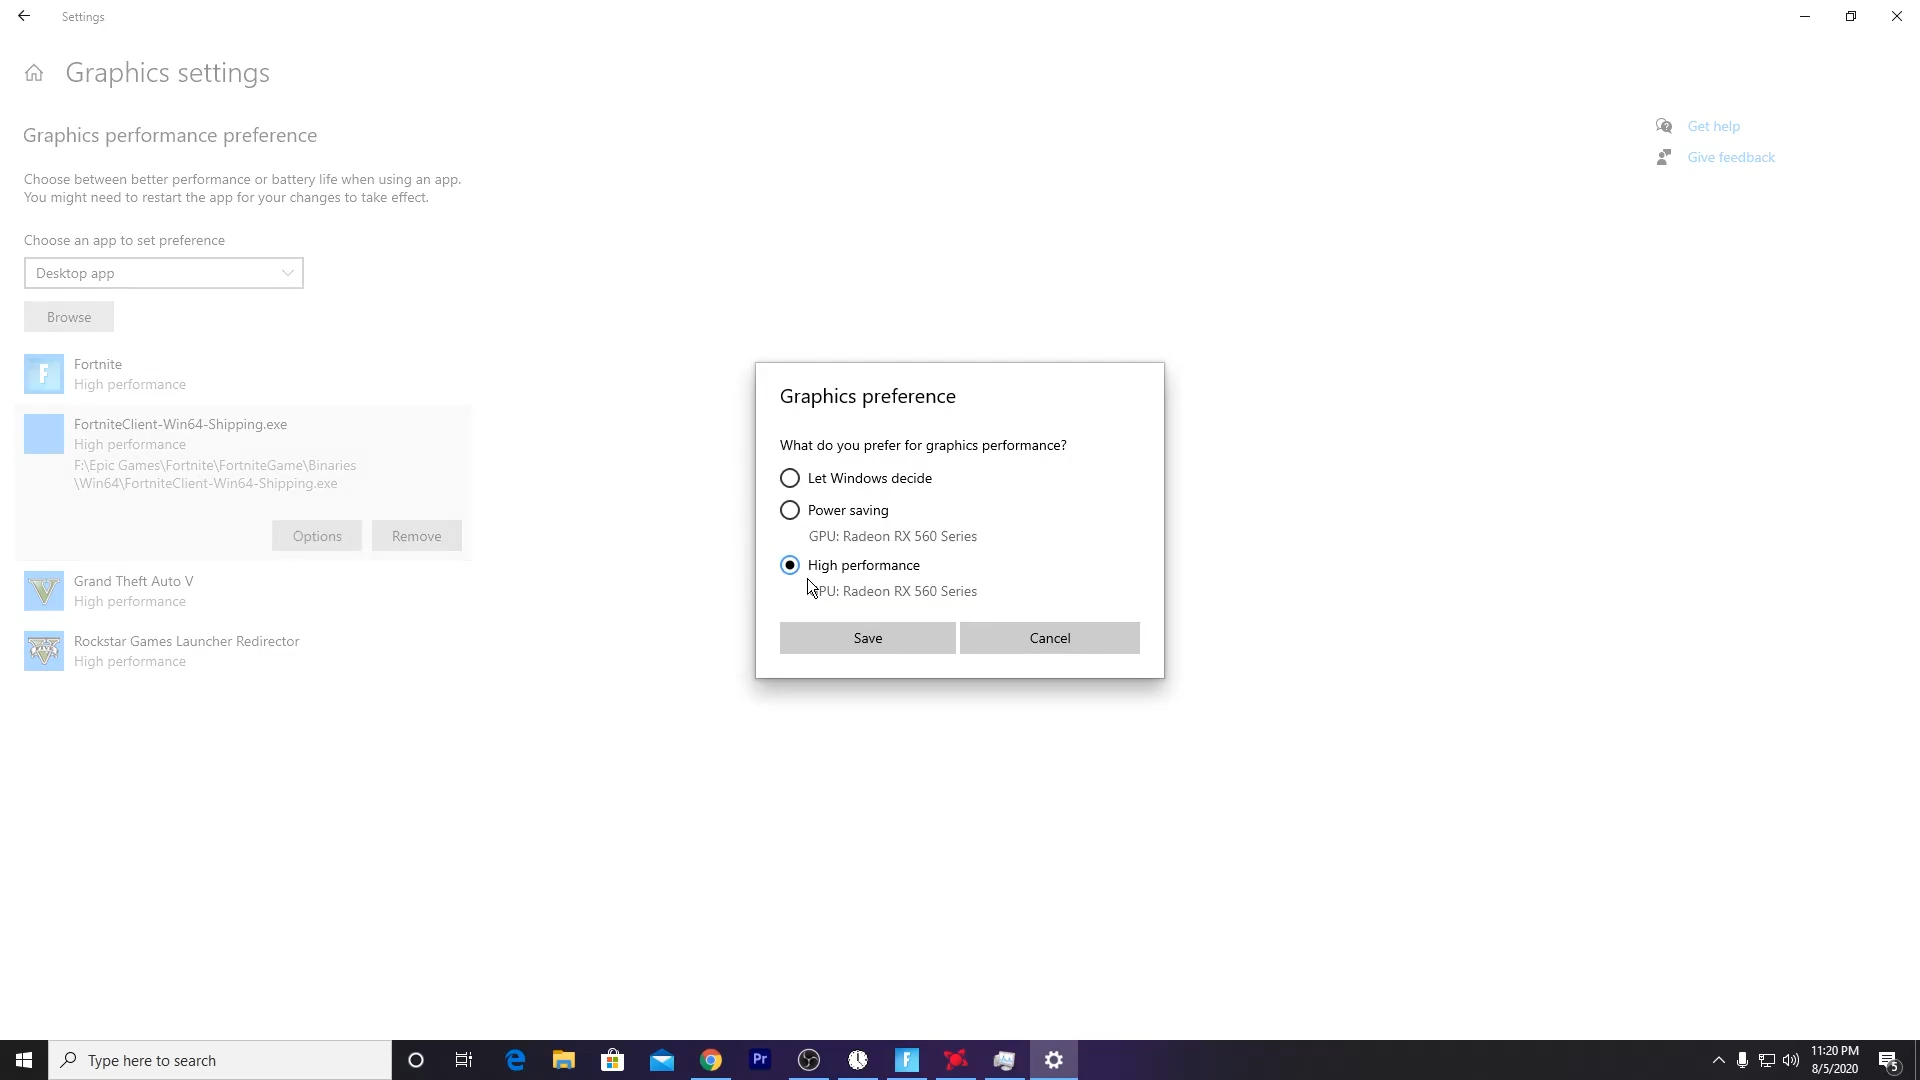 Settings
Graphics settings
Graphics performance preference
Choose between better performance or battery life when using an app.
You might need to restart the app for your changes to take effect.
Choose an app to set preference
Desktop app
Browse
Fortnite
High performance
FortniteClient-Win64-Shipping.exe
High performance
F:\Epic Games\Fortnite\FortniteGame\Binaries
\Win64\FortniteClient-Win64-Shipping.exe
Options
Remove
Grand Theft Auto V
High performance
Rockstar Games Launcher Redirector
High performance
Get help
Give feedback
Graphics preference
What do you prefer for graphics performance?
Let Windows decide
Power saving
GPU: Radeon RX 560 Series
High performance
PU: Radeon RX 560 Series
Save
Cancel
Type here to search
Pr
F
11:20 PM
8/5/2020
5